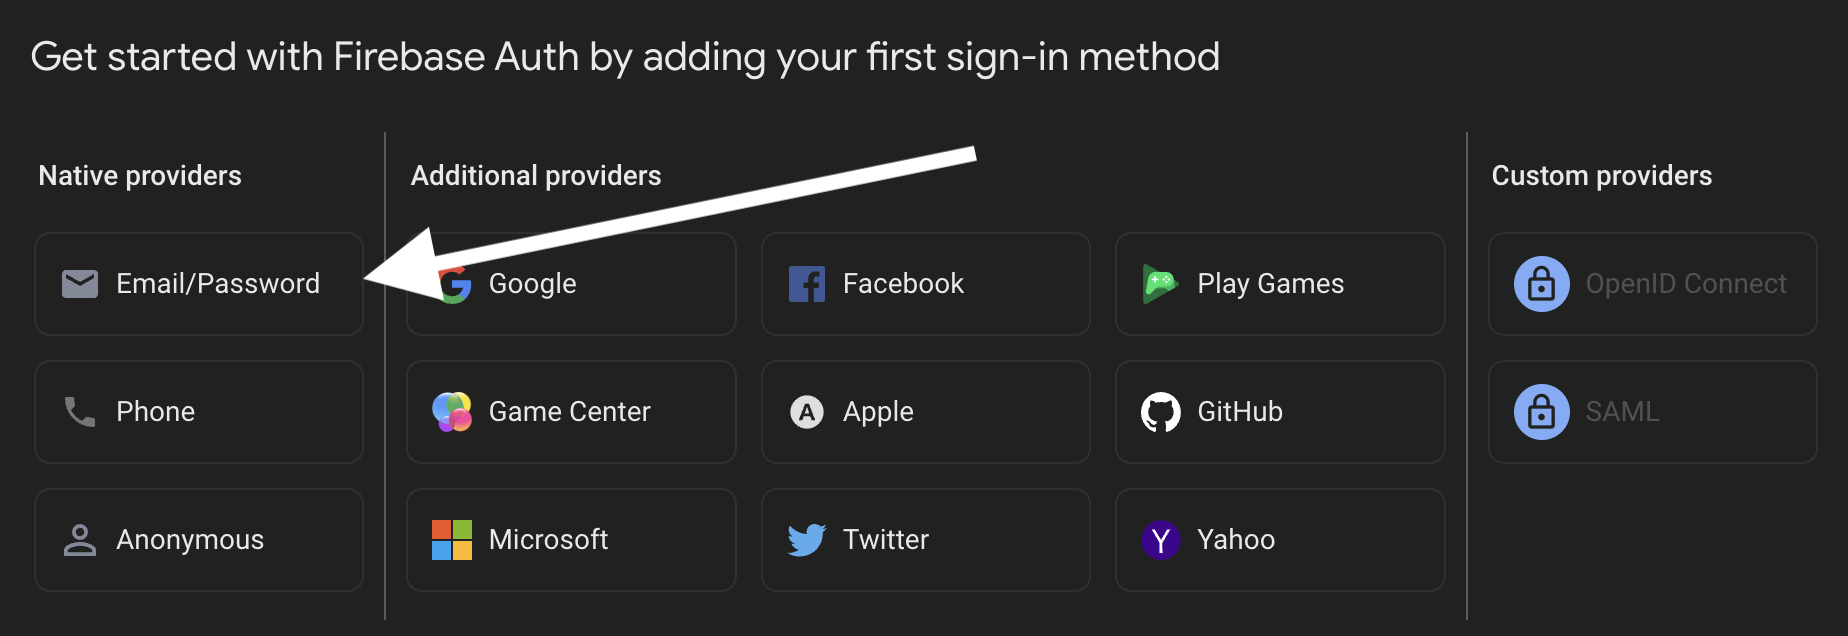 Get started with Firebase Auth by adding your first sign-in method
Native providers
Email/Password
Phone
Anonymous
Additional providers
Google
Facebook
Play Games
Game Center
Apple
GitHub
Microsoft
Twitter
Yahoo
Custom providers
OpenID Connect
SAML